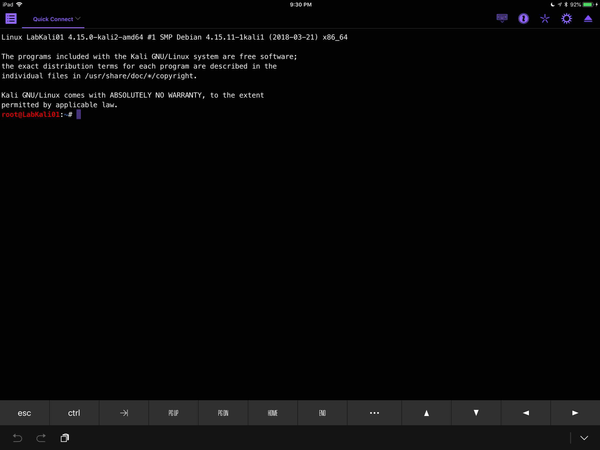 iPad 9:30 PM 92%
Quick Connect
Linux LabKali01 4.15.0-kali2-amd64 #1 SMP Debian 4.15.11-1kali1 (2018-03-21) x86_64
The programs included with the Kali GNU/Linux system are free software;
the exact distribution terms for each program are described in the
individual files in /usr/share/doc/*/copyright.
Kali GNU/Linux comes with ABSOLUTELY NO WARRANTY, to the extent
permitted by applicable law.
root@LabKali01:~#
esc ctrl PGUP PGDN HOME END